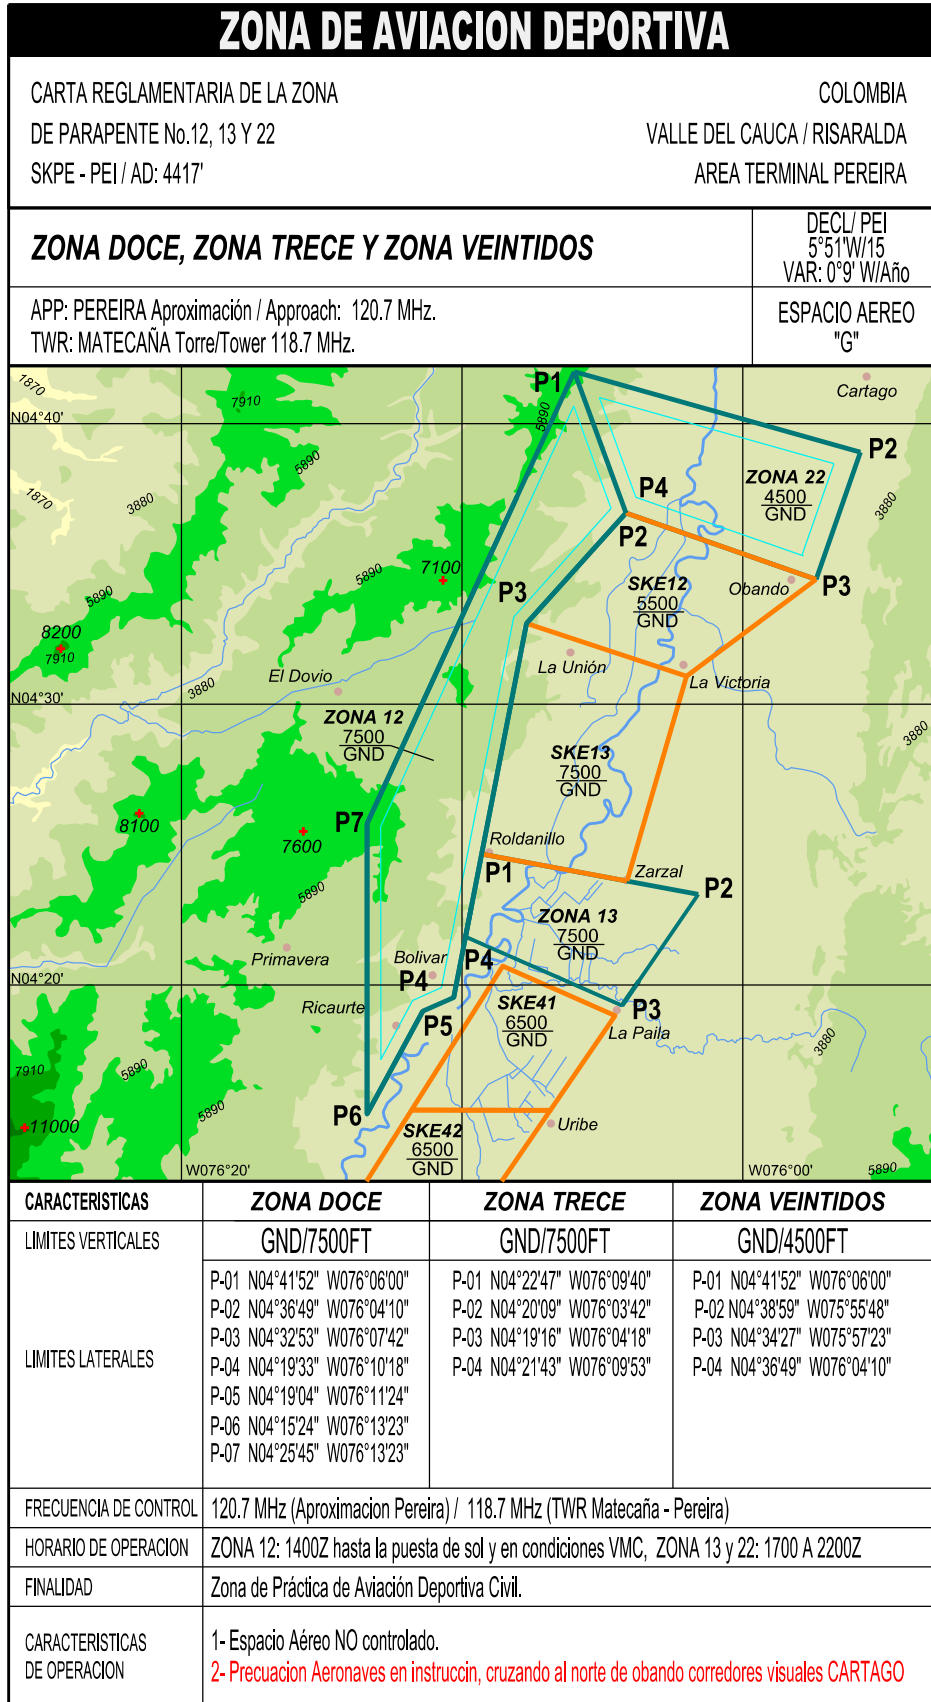 ZONA DE AVIACION DEPORTIVA
CARTA REGLAMENTARIA DE LA ZONA
DE PARAPENTE No.12, 13 Y 22
SKPE - PEI / AD: 4417'
COLOMBIA
VALLE DEL CAUCA / RISARALDA
AREA TERMINAL PEREIRA
ZONA DOCE, ZONA TRECE Y ZONA VEINTIDOS
DECL/ PEI
5°51'W/15
VAR: 0°9' W/Año
APP: PEREIRA Aproximación / Approach: 120.7 MHz.
TWR: MATECAÑA Torre/Tower 118.7 MHz.
ESPACIO AEREO
"G"
1870
7910
5890
P1
Cartago
N04°40'
5890
P2
1870
3880
P4
ZONA 22
4500
GND
3880
P2
5890
7100
P3
SKE12
5500
GND
Obando
P3
5890
8200
7910
La Unión
El Dovio
3880
La Victoria
N04°30'
ZONA 12
7500
GND
3880
SKE13
7500
GND
8100
P7
7600
Roldanillo
P1
Zarzal
P2
5890
ZONA 13
7500
GND
Primavera
Bolivar
P4
P4
N04°20'
Ricaurte
P5
SKE41
6500
GND
P3
La Paila
3880
7910
5890
5890
11000
P6
SKE42
6500
GND
Uribe
W076°20'
W076°00'
5890
CARACTERISTICAS
ZONA DOCE
ZONA TRECE
ZONA VEINTIDOS
LIMITES VERTICALES
GND/7500FT
GND/7500FT
GND/4500FT
LIMITES LATERALES
P-01 N04°41'52" W076°06'00"
P-02 N04°36'49" W076°04'10"
P-03 N04°32'53" W076°07'42"
P-04 N04°19'33" W076°10'18"
P-05 N04°19'04" W076°11'24"
P-06 N04°15'24" W076°13'23"
P-07 N04°25'45" W076°13'23"
P-01 N04°22'47" W076°09'40"
P-02 N04°20'09" W076°03'42"
P-03 N04°19'16" W076°04'18"
P-04 N04°21'43" W076°09'53"
P-01 N04°41'52" W076°06'00"
P-02 N04°38'59" W075°55'48"
P-03 N04°34'27" W075°57'23"
P-04 N04°36'49" W076°04'10"
FRECUENCIA DE CONTROL
120.7 MHz (Aproximacion Pereira) / 118.7 MHz (TWR Matecaña - Pereira)
HORARIO DE OPERACION
ZONA 12: 1400Z hasta la puesta de sol y en condiciones VMC, ZONA 13 y 22: 1700 A 2200Z
FINALIDAD
Zona de Práctica de Aviación Deportiva Civil.
CARACTERISTICAS
DE OPERACION
1- Espacio Aéreo NO controlado.
2- Precuacion Aeronaves en instruccin, cruzando al norte de obando corredores visuales CARTAGO